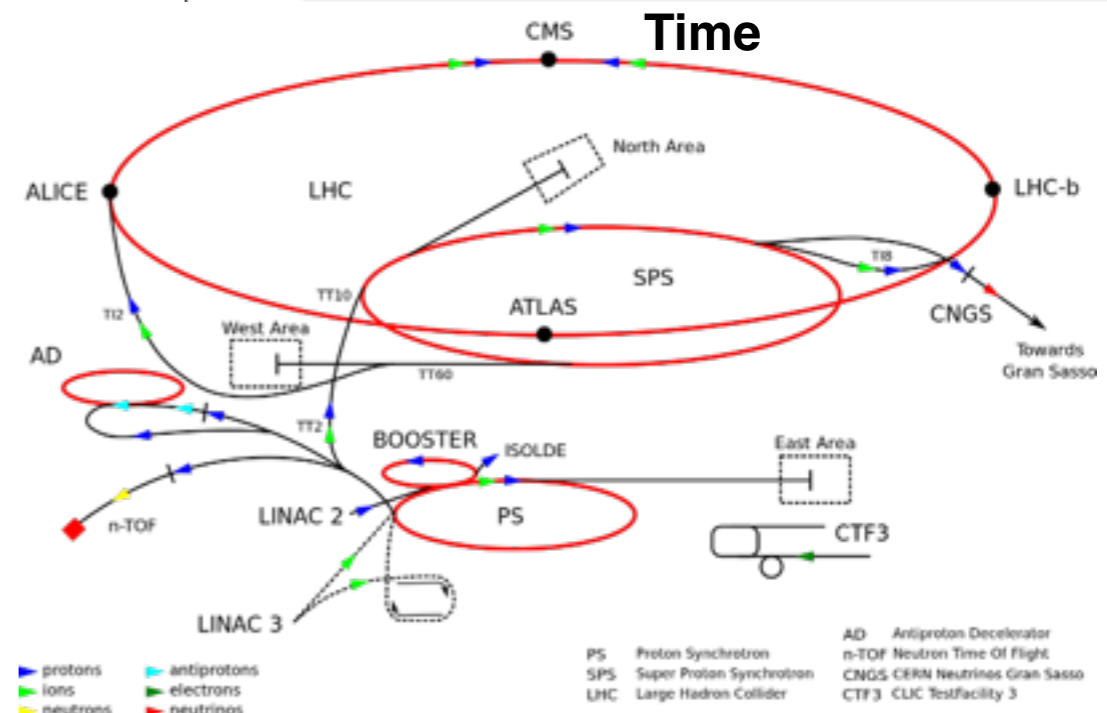 CMS
Time
North Area
ALICE
LHC
LHC-b
TI8
SPS
TT10
ATLAS
CNGS
TI2
West Area
Towards
Gran Sasso
AD
TT60
TT2
BOOSTER
ISOLDE
East Area
LINAC 2
PS
n-TOF
CTF3
LINAC 3
protons
antiprotons
ions
electrons
neutrons
neutrinos
PS Proton Synchrotron
SPS Super Proton Synchrotron
LHC Large Hadron Collider
AD Antiproton Decelerator
n-TOF Neutron Time Of Flight
CNGS CERN Neutrinos Gran Sasso
CTF3 CLIC Testfacility 3